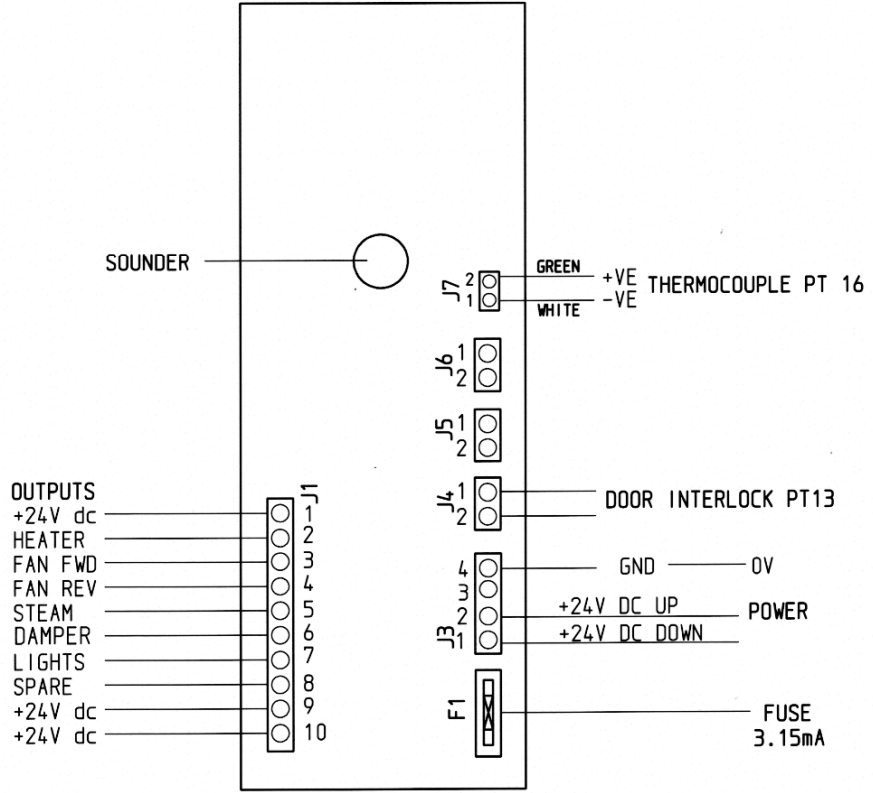 SOUNDER
J7
2
1
GREEN
WHITE
+VE
-VE
THERMOCOUPLE PT 16
J6
1
2
J5
1
2
J4
1
2
DOOR INTERLOCK PT13
J3
4
3
2
1
GND
0V
+24V DC UP
+24V DC DOWN
POWER
F1
FUSE
3.15mA
OUTPUTS
J1
+24V dc 1
HEATER 2
FAN FWD 3
FAN REV 4
STEAM 5
DAMPER 6
LIGHTS 7
SPARE 8
+24V dc 9
+24V dc 10